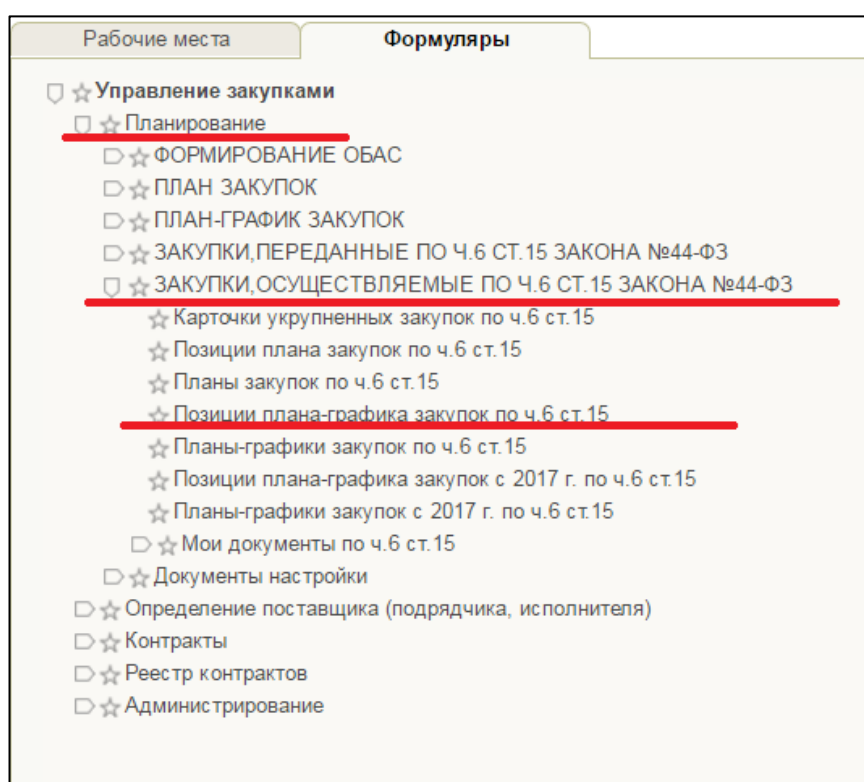 Рабочие места
Формуляры
Управление закупками
Планирование
ФОРМИРОВАНИЕ ОБАС
ПЛАН ЗАКУПОК
ПЛАН-ГРАФИК ЗАКУПОК
ЗАКУПКИ,ПЕРЕДАННЫЕ ПО Ч.6 СТ.15 ЗАКОНА №44-ФЗ
ЗАКУПКИ,ОСУЩЕСТВЛЯЕМЫЕ ПО Ч.6 СТ.15 ЗАКОНА №44-ФЗ
Карточки укрупненных закупок по ч.6 ст.15
Позиции плана закупок по ч.6 ст.15
Планы закупок по ч.6 ст.15
Позиции плана-графика закупок по ч.6 ст.15
Планы-графики закупок по ч.6 ст.15
Позиции плана-графика закупок с 2017 г. по ч.6 ст.15
Планы-графики закупок с 2017 г. по ч.6 ст.15
Мои документы по ч.6 ст.15
Документы настройки
Определение поставщика (подрядчика, исполнителя)
Контракты
Реестр контрактов
Администрирование